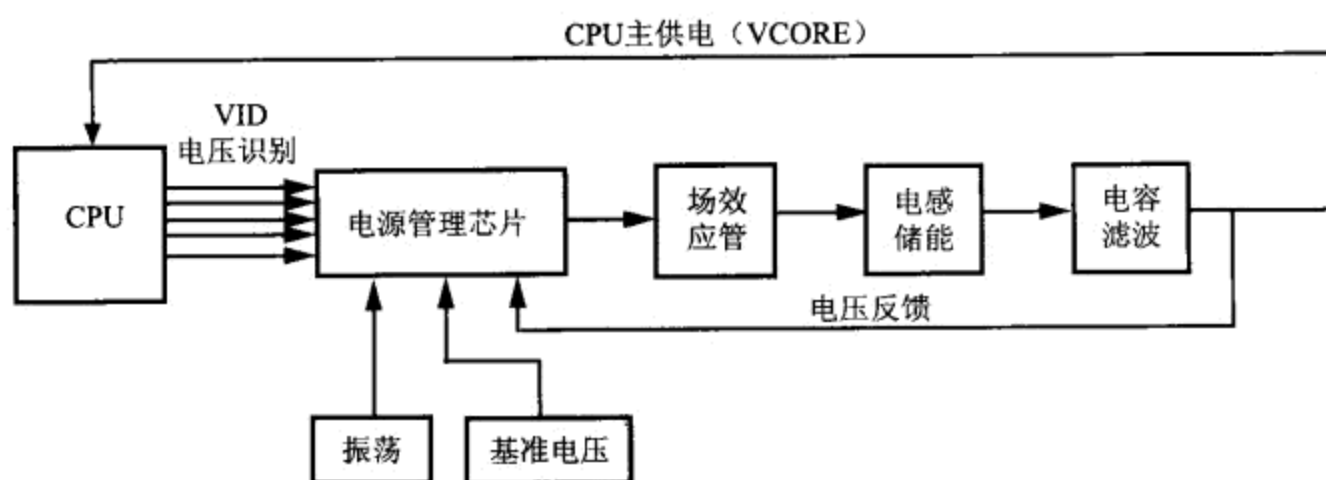 CPU主供电（VCORE）
VID
电压识别
CPU
电源管理芯片
场效
应管
电感
储能
电容
滤波
电压反馈
振荡
基准电压